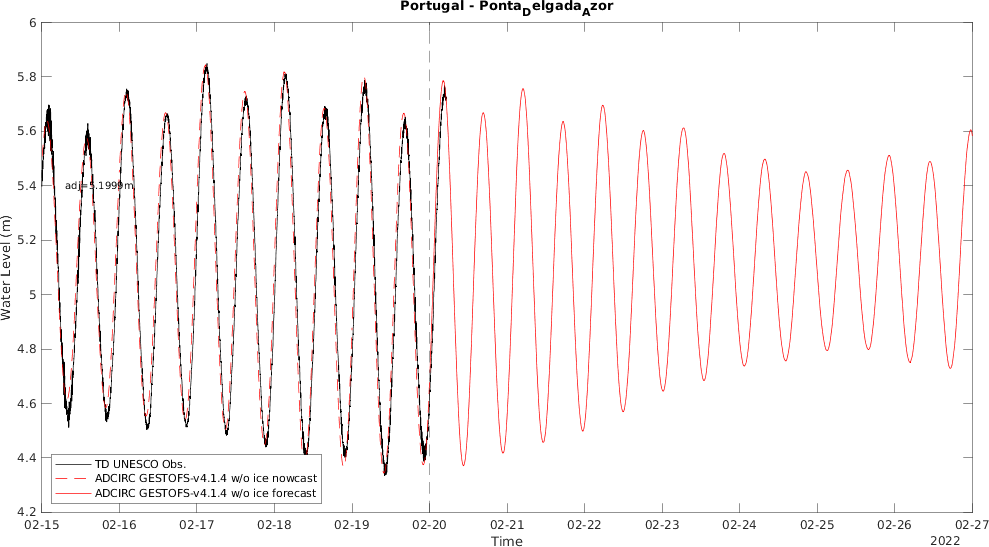 Portugal - PontaDelgadaAzor
6
5.8
5.6
5.4
5.2
5
4.8
4.6
4.4
4.2
Water Level (m)
adj=5.1999m
TD UNESCO Obs.
ADCIRC GESTOFS-v4.1.4 w/o ice nowcast
ADCIRC GESTOFS-v4.1.4 w/o ice forecast
02-15 02-16 02-17 02-18 02-19 02-20 02-21 02-22 02-23 02-24 02-25 02-26 02-27
Time
2022